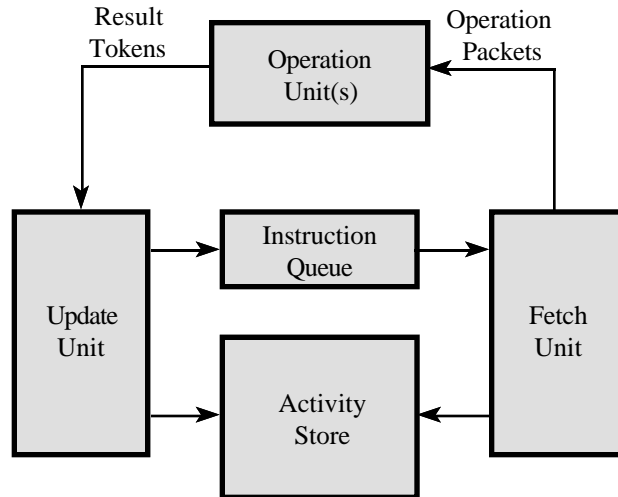 Result
Tokens
Operation
Packets
Operation
Unit(s)
Instruction
Queue
Update
Unit
Fetch
Unit
Activity
Store